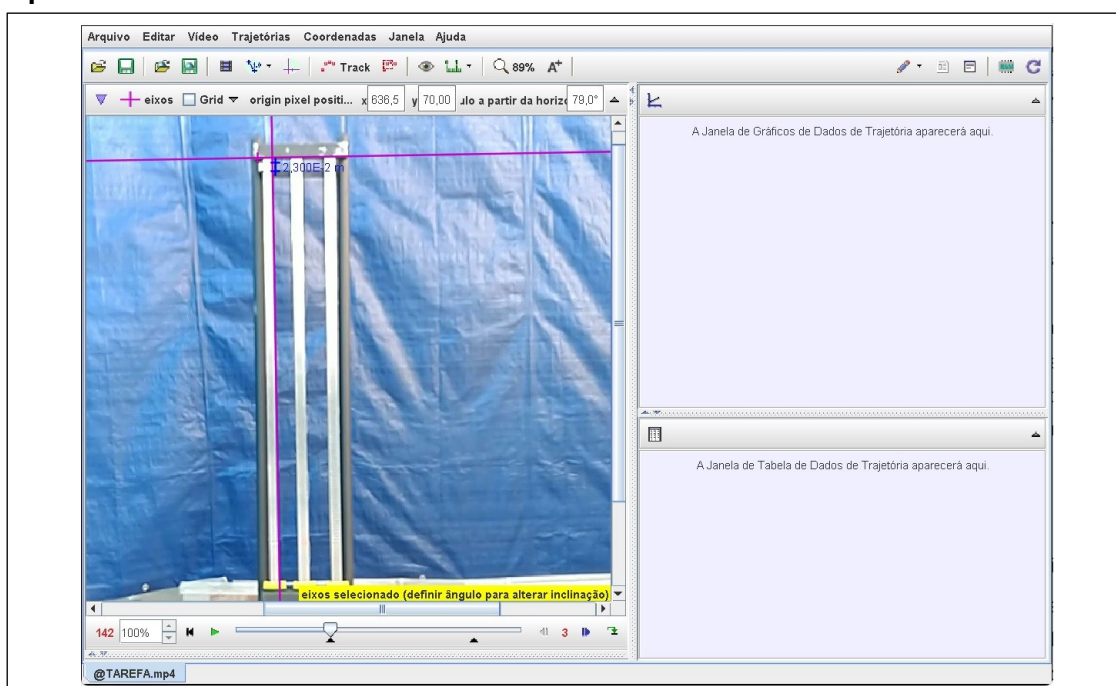 Arquivo Editar Vídeo Trajetórias Coordenadas Janela Ajuda
Track 89% A+
eixos Grid origin pixel positi... x 636,5 y 70,00 ulo a partir da horizo 79,0°
A Janela de Gráficos de Dados de Trajetória aparecerá aqui.
2,300E-2 m
A Janela de Tabela de Dados de Trajetória aparecerá aqui.
eixos selecionado (definir ângulo para alterar inclinação)
142 100% 3
@TAREFA.mp4